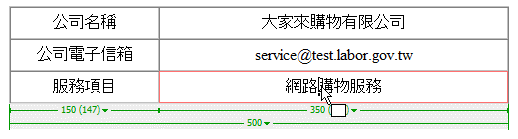 公司名稱 大家來購物有限公司
公司電子信箱 service@test.labor.gov.tw
服務項目 網路購物服務
150 (147) 350
500